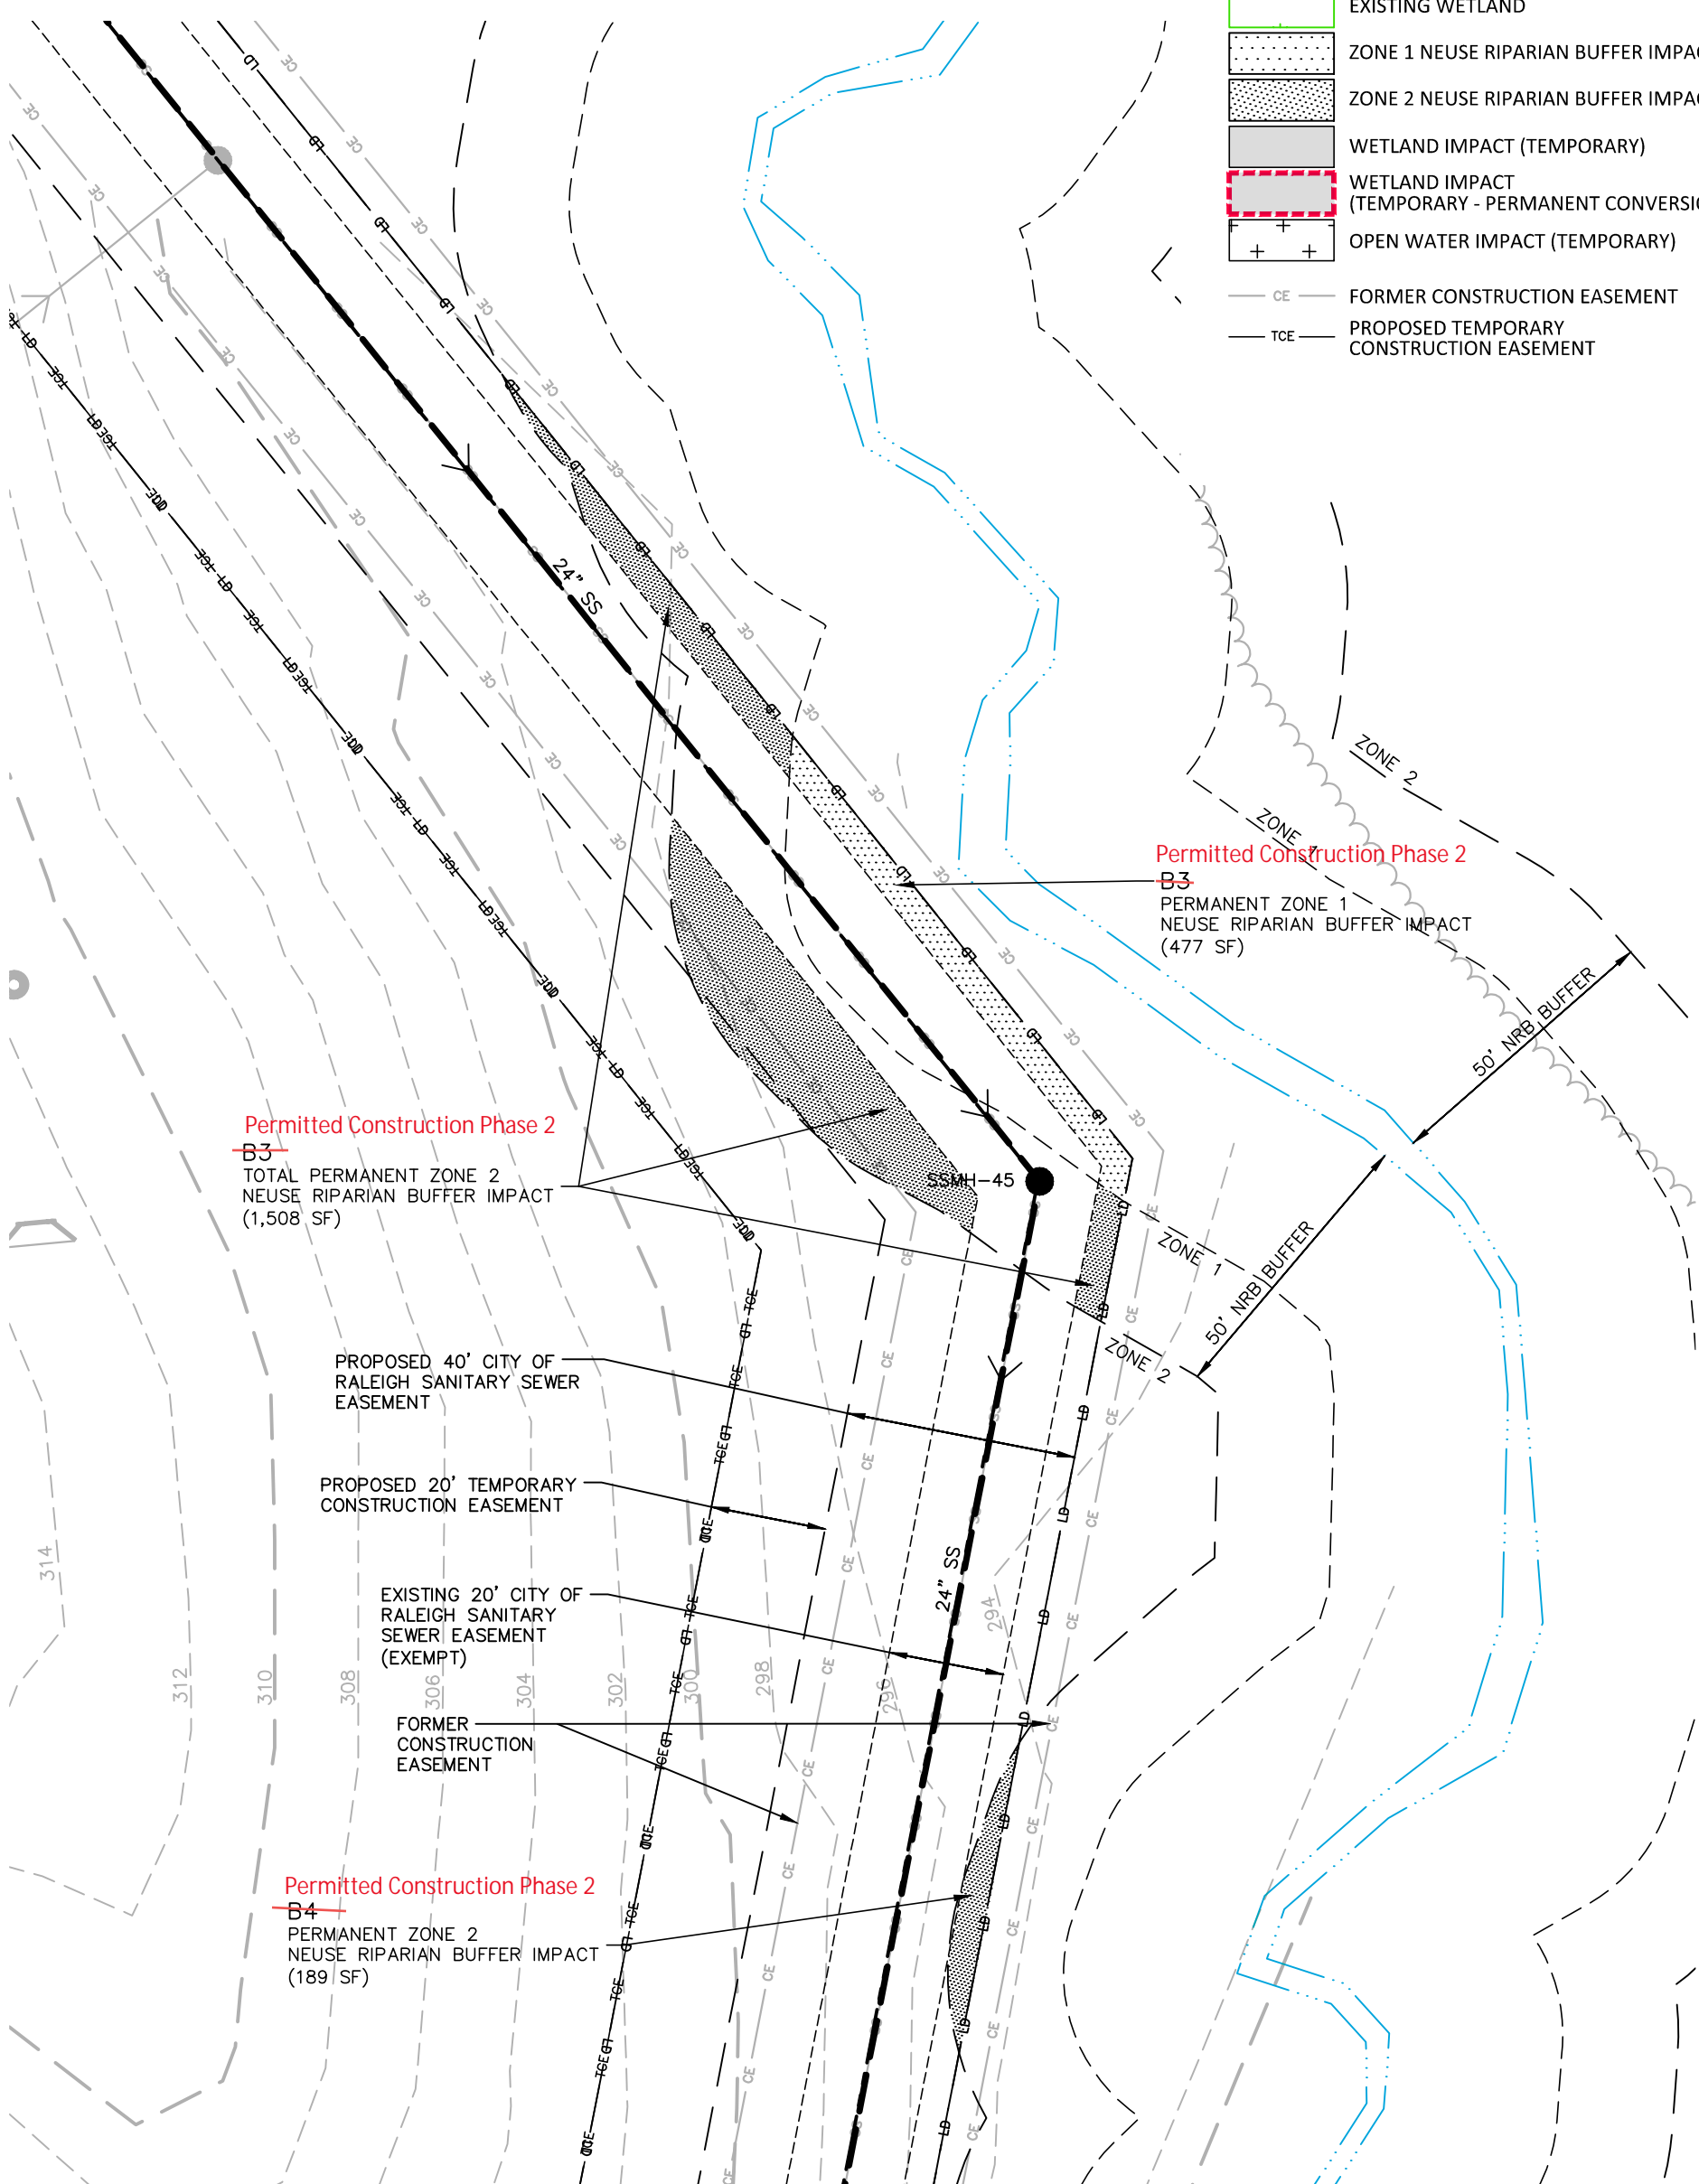 EXISTING WETLAND
ZONE 1 NEUSE RIPARIAN BUFFER
ZONE 2 NEUSE RIPARIAN BUFFER
WETLAND IMPACT (TEMPORARY)
WETLAND IMPACT
(TEMPORARY - PERMANENT
OPEN WATER IMPACT (TEMPORARY)
CE FORMER CONSTRUCTION EASEMENT
TCE PROPOSED TEMPORARY
CONSTRUCTION EASEMENT
24" SS
ZONE 2
ZONE 1
Permitted Construction Phase 2
B3
PERMANENT ZONE 1
NEUSE RIPARIAN BUFFER IMPACT
(477 SF)
50' NRB BUFFER
Permitted Construction Phase 2
B3
TOTAL PERMANENT ZONE 2
NEUSE RIPARIAN BUFFER IMPACT
(1,508 SF)
SSMH-45
ZONE 1
50' NRB BUFFER
ZONE 2
PROPOSED 40' CITY OF
RALEIGH SANITARY SEWER
EASEMENT
PROPOSED 20' TEMPORARY
CONSTRUCTION EASEMENT
EXISTING 20' CITY OF
RALEIGH SANITARY
SEWER EASEMENT
(EXEMPT)
24" SS
314
312
310
308
306
304
302
300
298
296
294
FORMER
CONSTRUCTION
EASEMENT
Permitted Construction Phase 2
B4
PERMANENT ZONE 2
NEUSE RIPARIAN BUFFER IMPACT
(189 SF)